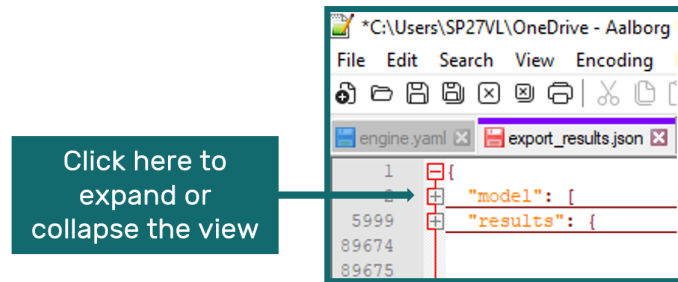 *C:\Users\SP27VL\OneDrive - Aalborg
File Edit Search View Encoding
engine.yaml export_results.json
Click here to
expand or
collapse the view
1 {
2 "model": [
5999 "results": {
89674
89675